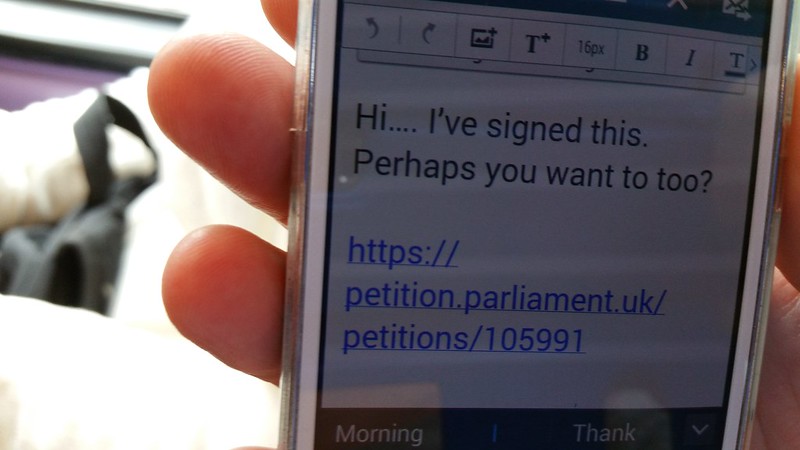 T+ 16px B I T
Hi.... I've signed this.
Perhaps you want to too?
https://
petition.parliament.uk/
petitions/105991
Morning I Thank